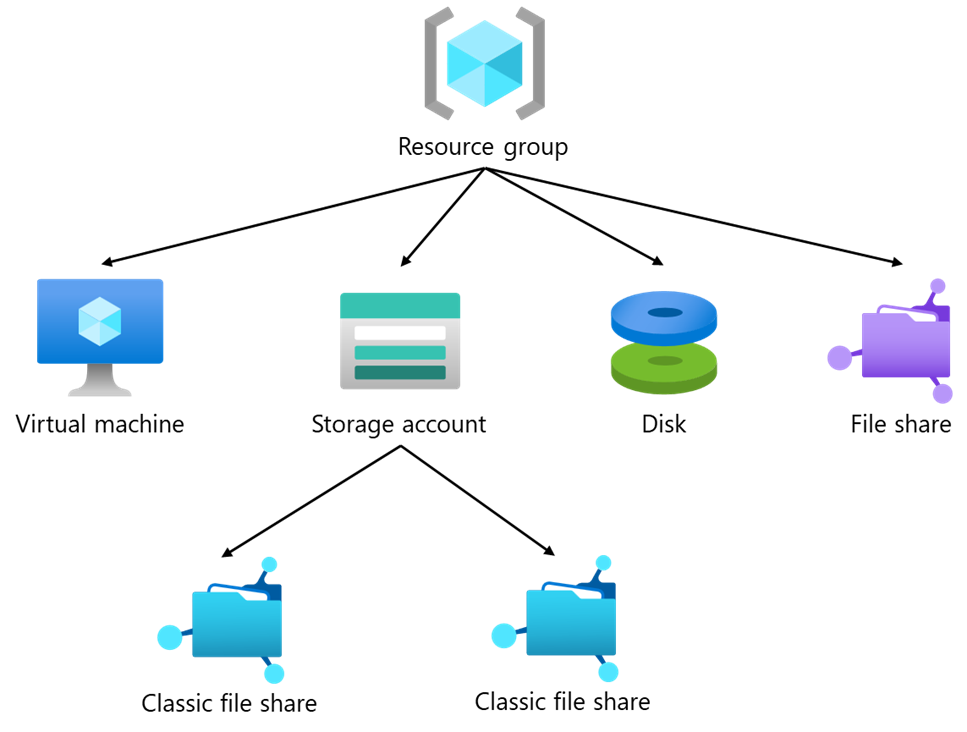 Resource group
Virtual machine
Storage account
Disk
File share
Classic file share
Classic file share